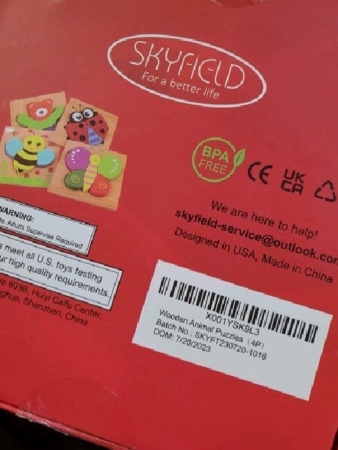 SKYFIELD
For a better life
BPA
FREE
CE
UK
CA
WARNING:
Adults Supervise Required
meet all U.S. toys testing
high quality requirements.
603B, Huiyi Caifu Center,
Shenzhen, China
We are here to help!
skyfield-service@outlook.com
Designed in USA, Made in China
X001YSK9L3
Wooden Animal Puzzles (4P)
Batch No.: SKYFT230720-1018
DOM: 7/20/2023